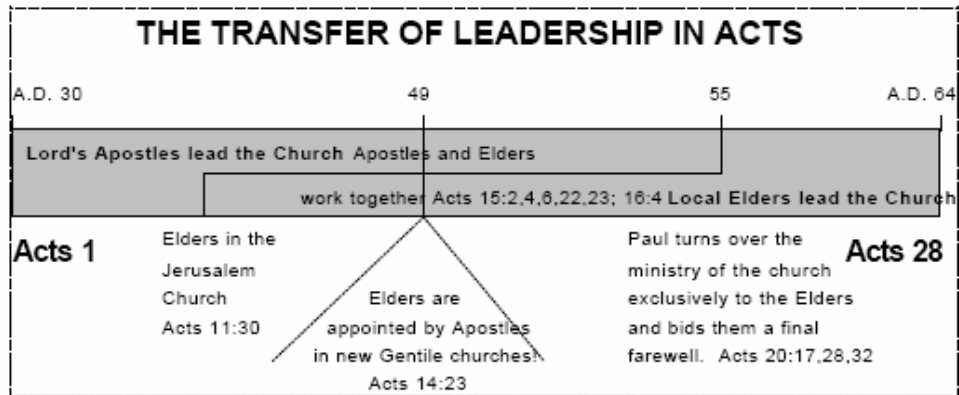 THE TRANSFER OF LEADERSHIP IN ACTS
A.D. 30 49 55 A.D. 64
Lord's Apostles lead the Church Apostles and Elders
work together Acts 15:2,4,6,22,23; 16:4 Local Elders lead the Church
Acts 1
Elders in the
Jerusalem
Church
Acts 11:30
Elders are
appointed by Apostles
in new Gentile churches!
Acts 14:23
Paul turns over the
ministry of the church
exclusively to the Elders
and bids them a final
farewell. Acts 20:17,28,32
Acts 28